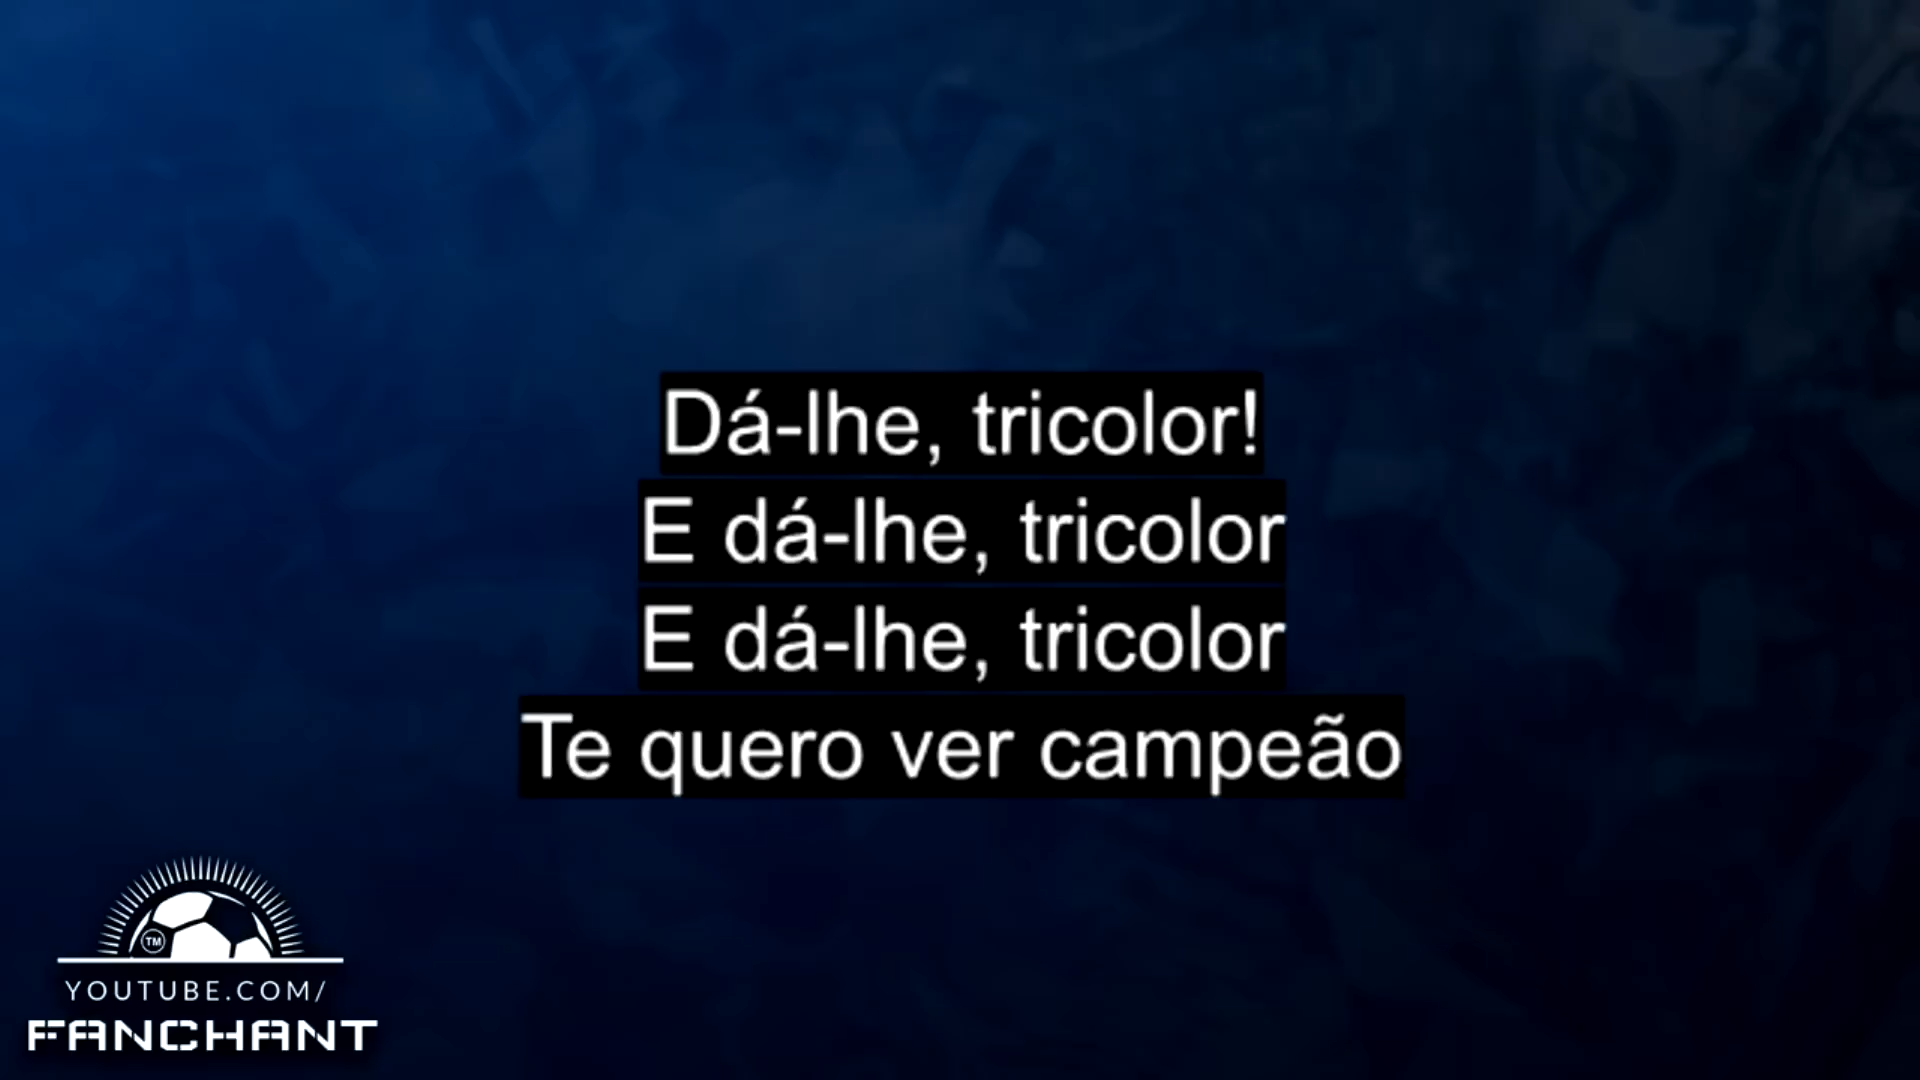 Dá-lhe, tricolor!
E dá-lhe, tricolor
E dá-lhe, tricolor
Te quero ver campeão
TM
YOUTUBE.COM/
FANCHANT